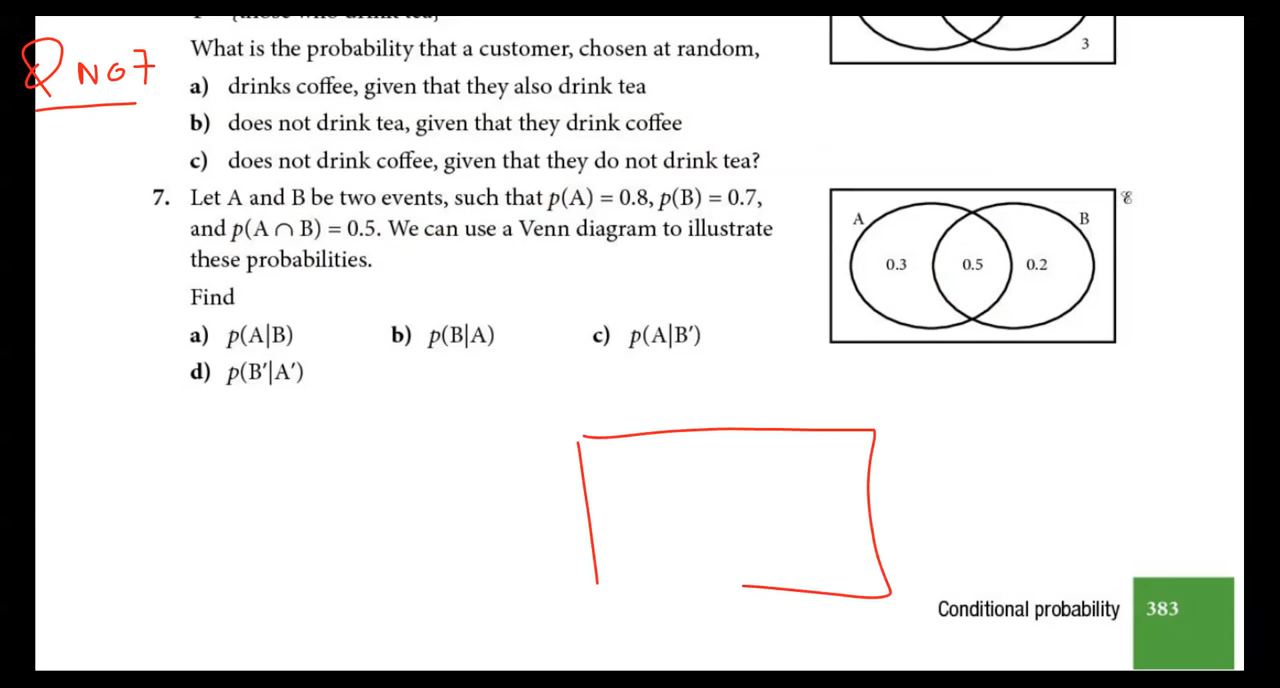 What is the probability that a customer, chosen at random,
3
Q NO7
a) drinks coffee, given that they also drink tea
b) does not drink tea, given that they drink coffee
c) does not drink coffee, given that they do not drink tea?
7. Let A and B be two events, such that p(A) = 0.8, p(B) = 0.7,
and p(A ∩ B) = 0.5. We can use a Venn diagram to illustrate
these probabilities.
Find
a) p(A|B) b) p(B|A) c) p(A|B′)
d) p(B′|A′)
ℰ
A B
0.3 0.5 0.2
Conditional probability 383